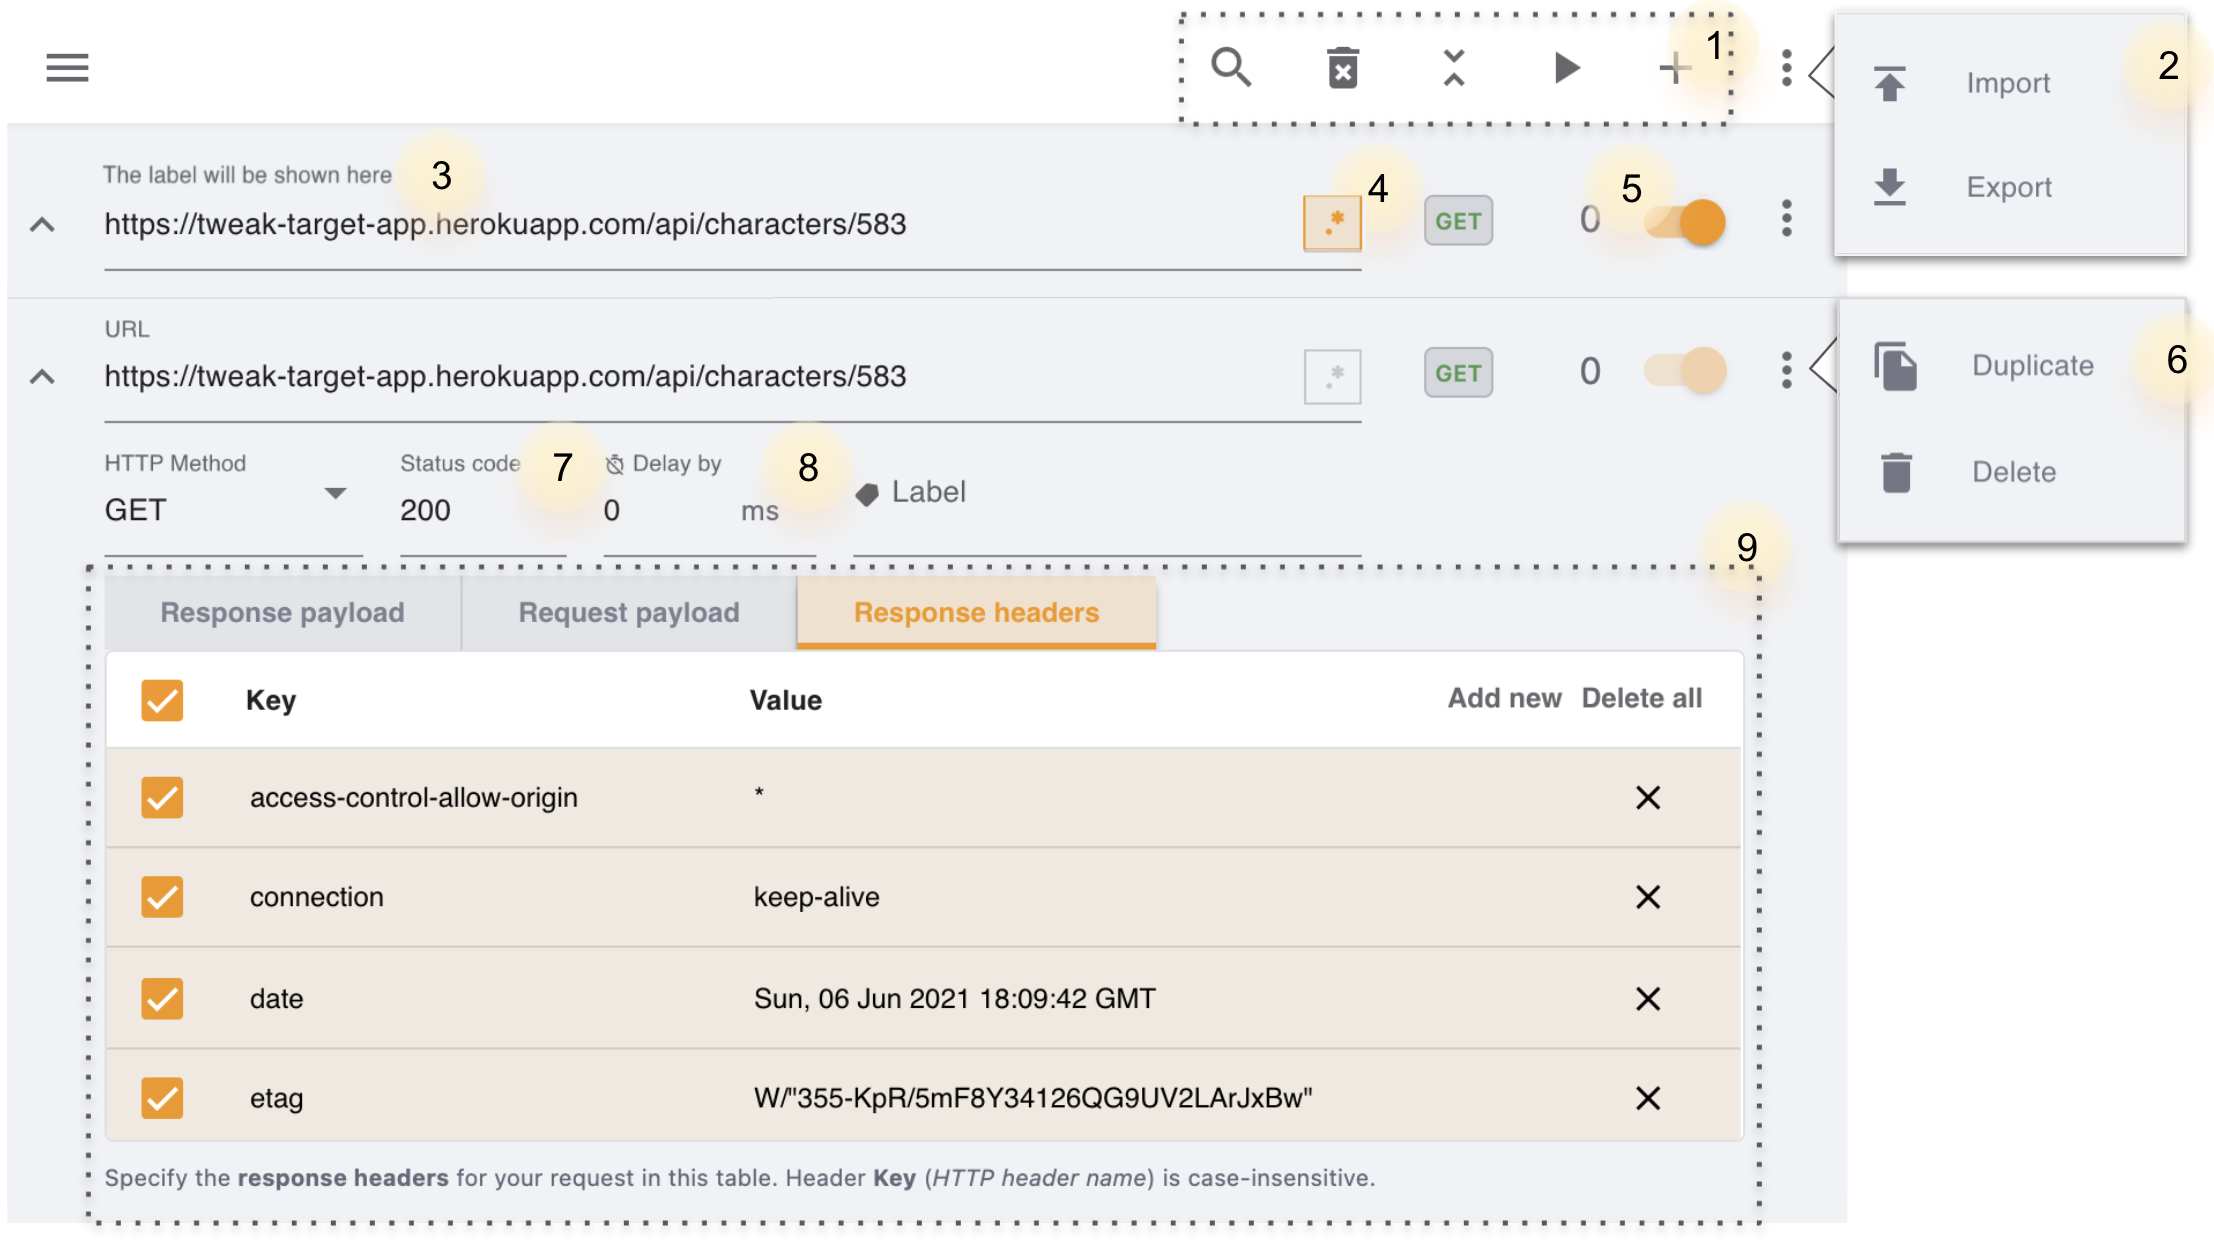 1
2
Import
Export
The label will be shown here
3
https://tweak-target-app.herokuapp.com/api/characters/583
.*
4
GET
0
5
URL
https://tweak-target-app.herokuapp.com/api/characters/583
.*
GET
0
Duplicate
6
Delete
HTTP Method
GET
Status code
200
7
Delay by
0
ms
8
Label
9
Response payload Request payload Response headers
Key Value Add new Delete all
access-control-allow-origin *
connection keep-alive
date Sun, 06 Jun 2021 18:09:42 GMT
etag W/"355-KpR/5mF8Y34126QG9UV2LArJxBw"
Specify the response headers for your request in this table. Header Key (HTTP header name) is case-insensitive.